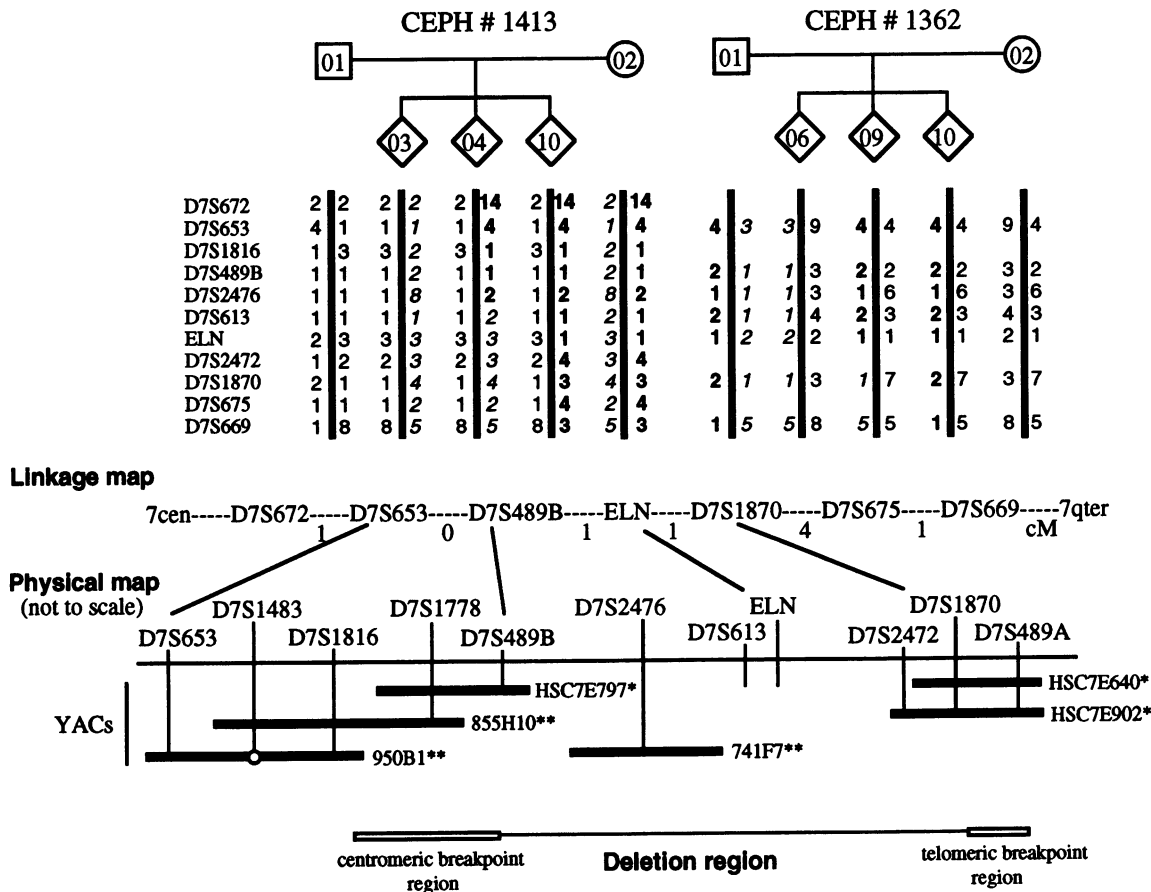 CEPH # 1413 CEPH # 1362
01 02 01 02
03 04 10 06 09 10
D7S672 2 2 2 2 2 14 2 14 2 14
D7S653 4 1 1 1 1 4 1 4 1 4 4 3 3 9 4 4 4 4 9 4
D7S1816 1 3 3 2 3 1 3 1 2 1
D7S489B 1 1 1 2 1 1 1 1 2 1 2 1 1 3 2 2 2 2 3 2
D7S2476 1 1 1 8 1 2 1 2 8 2 1 1 1 3 1 6 1 6 3 6
D7S613 1 1 1 1 1 2 1 1 2 1 2 1 1 4 2 3 2 3 4 3
ELN 2 3 3 3 3 3 3 1 3 1 1 2 2 2 1 1 1 1 2 1
D7S2472 1 2 2 3 2 3 2 4 3 4
D7S1870 2 1 1 4 1 4 1 3 4 3 2 1 1 3 1 7 2 7 3 7
D7S675 1 1 1 2 1 2 1 4 2 4
D7S669 1 8 8 5 8 5 8 3 5 3 1 5 5 8 5 5 1 5 8 5
Linkage map
7cen-----D7S672-----D7S653----D7S489B-----ELN-----D7S1870-----D7S675-----D7S669-----7qter
1 0 1 1 4 1 cM
Physical map
(not to scale)
D7S1483 D7S1778 D7S2476 ELN D7S1870
D7S653 D7S1816 D7S489B D7S613 D7S2472 D7S489A
HSC7E797* HSC7E640*
YACs 855H10** HSC7E902*
950B1** 741F7**
centromeric breakpoint Deletion region telomeric breakpoint
region region